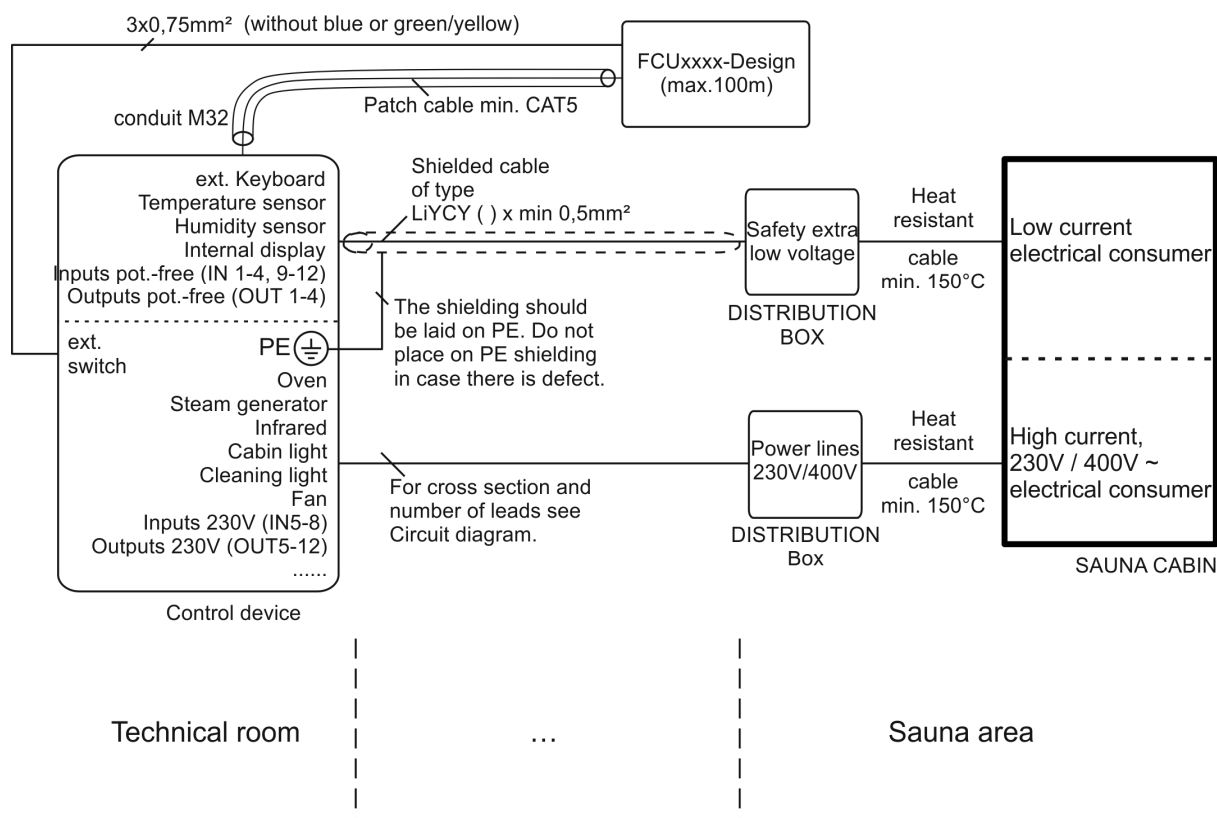 3x0,75mm² (without blue or green/yellow)
FCUxxxx-Design
(max.100m)
Patch cable min. CAT5
conduit M32
ext. Keyboard
Temperature sensor
Humidity sensor
Internal display
Inputs pot.-free (IN 1-4, 9-12)
Outputs pot.-free (OUT 1-4)
ext.
switch
PE
Oven
Steam generator
Infrared
Cabin light
Cleaning light
Fan
Inputs 230V (IN5-8)
Outputs 230V (OUT5-12)
......
Control device
Shielded cable
of type
LiYCY ( ) x min 0,5mm²
The shielding should
be laid on PE. Do not
place on PE shielding
in case there is defect.
For cross section and
number of leads see
Circuit diagram.
Safety extra
low voltage
DISTRIBUTION
BOX
Heat
resistant
cable
min. 150°C
Low current
electrical consumer
Power lines
230V/400V
DISTRIBUTION
Box
Heat
resistant
cable
min. 150°C
High current,
230V / 400V ~
electrical consumer
SAUNA CABIN
Technical room
...
Sauna area